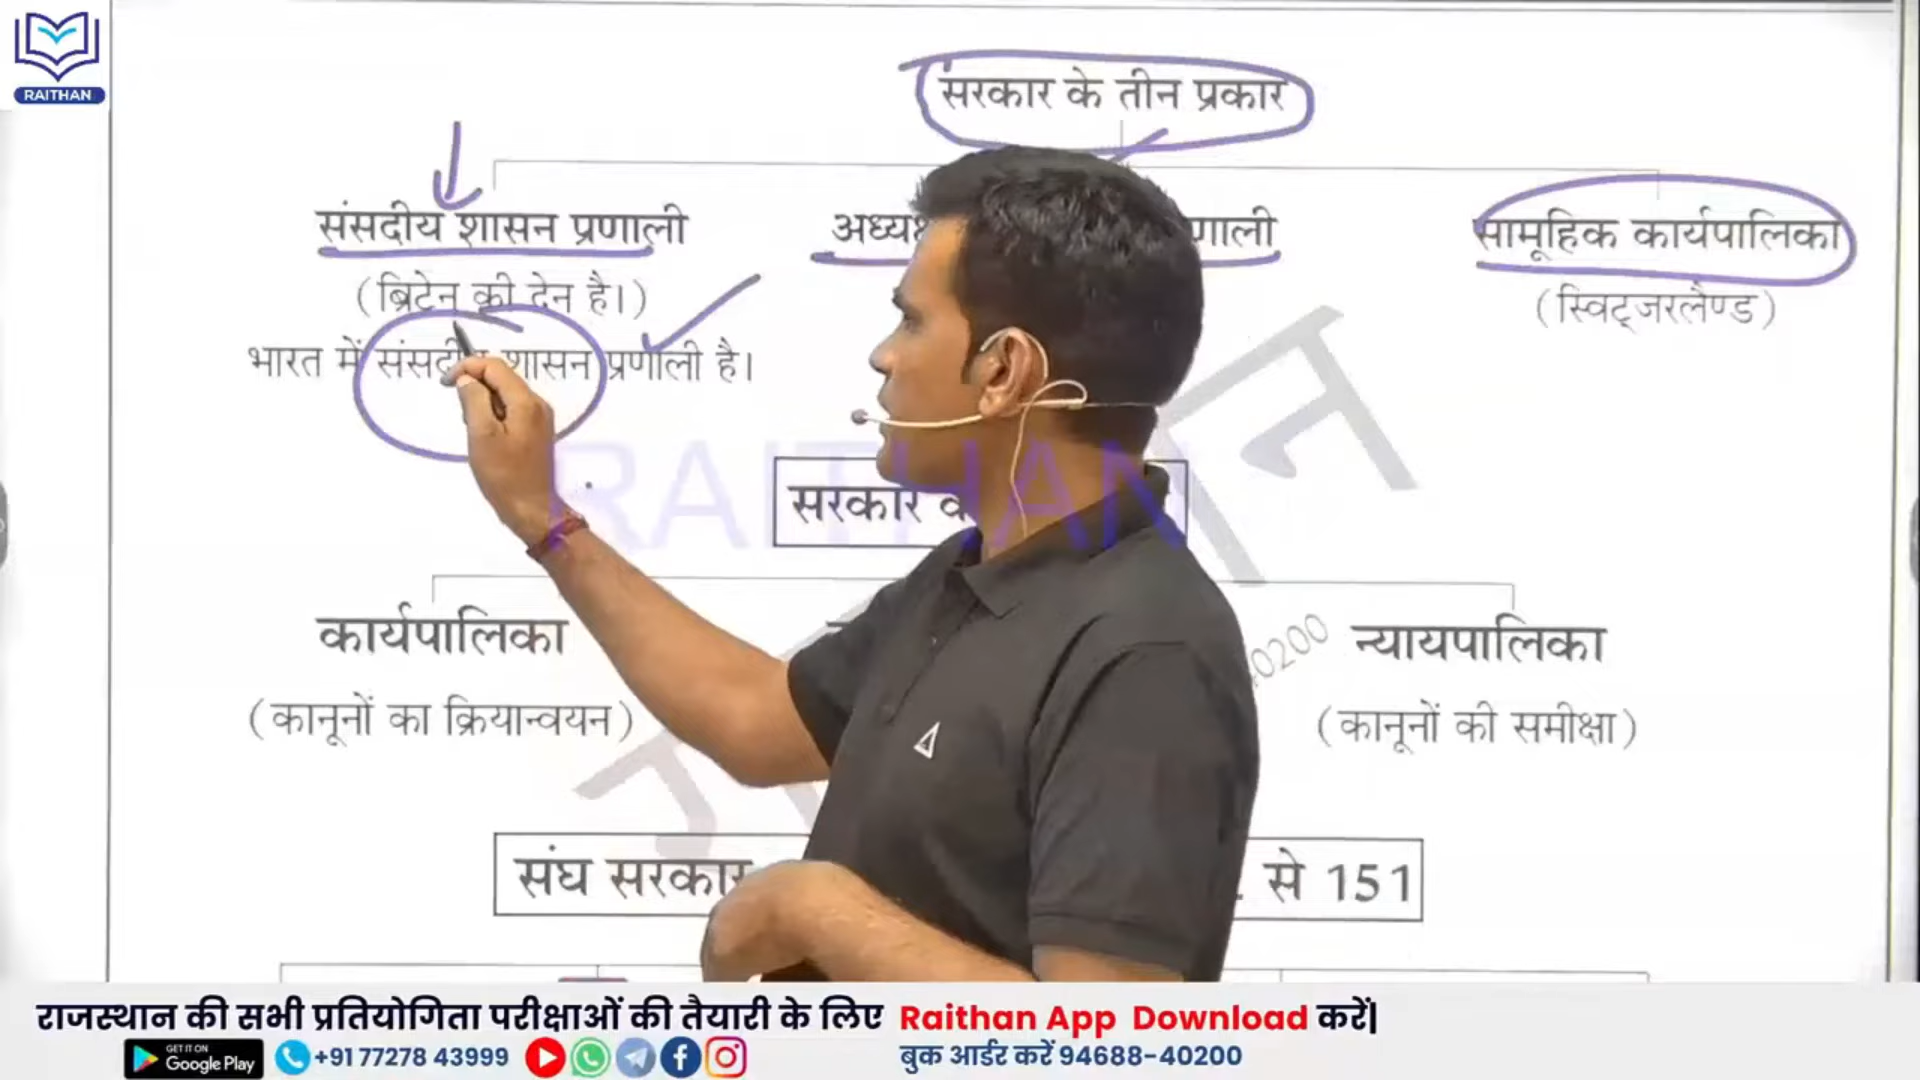 RAITHAN
सरकार के तीन प्रकार
संसदीय शासन प्रणाली
सामूहिक कार्यपालिका
(ब्रिटेन की देन है।)
(स्विट्जरलैण्ड)
भारत में संसदीय शासन प्रणाली है।
RAITHAN
सरकार
कार्यपालिका
न्यायपालिका
(कानूनों का क्रियान्वयन)
(कानूनों की समीक्षा)
संघ सरकार से 151
राजस्थान की सभी प्रतियोगिता परीक्षाओं की तैयारी के लिए Raithan App Download करें|
GET IT ON
Google Play
+91 77278 43999
बुक आर्डर करें 94688-40200